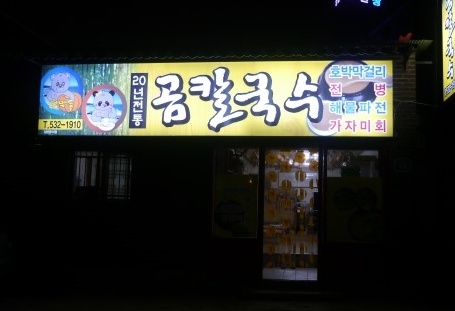 T.532-1910
20년전통
곰칼국수
호박막걸리
전병
해물파전
가자미회